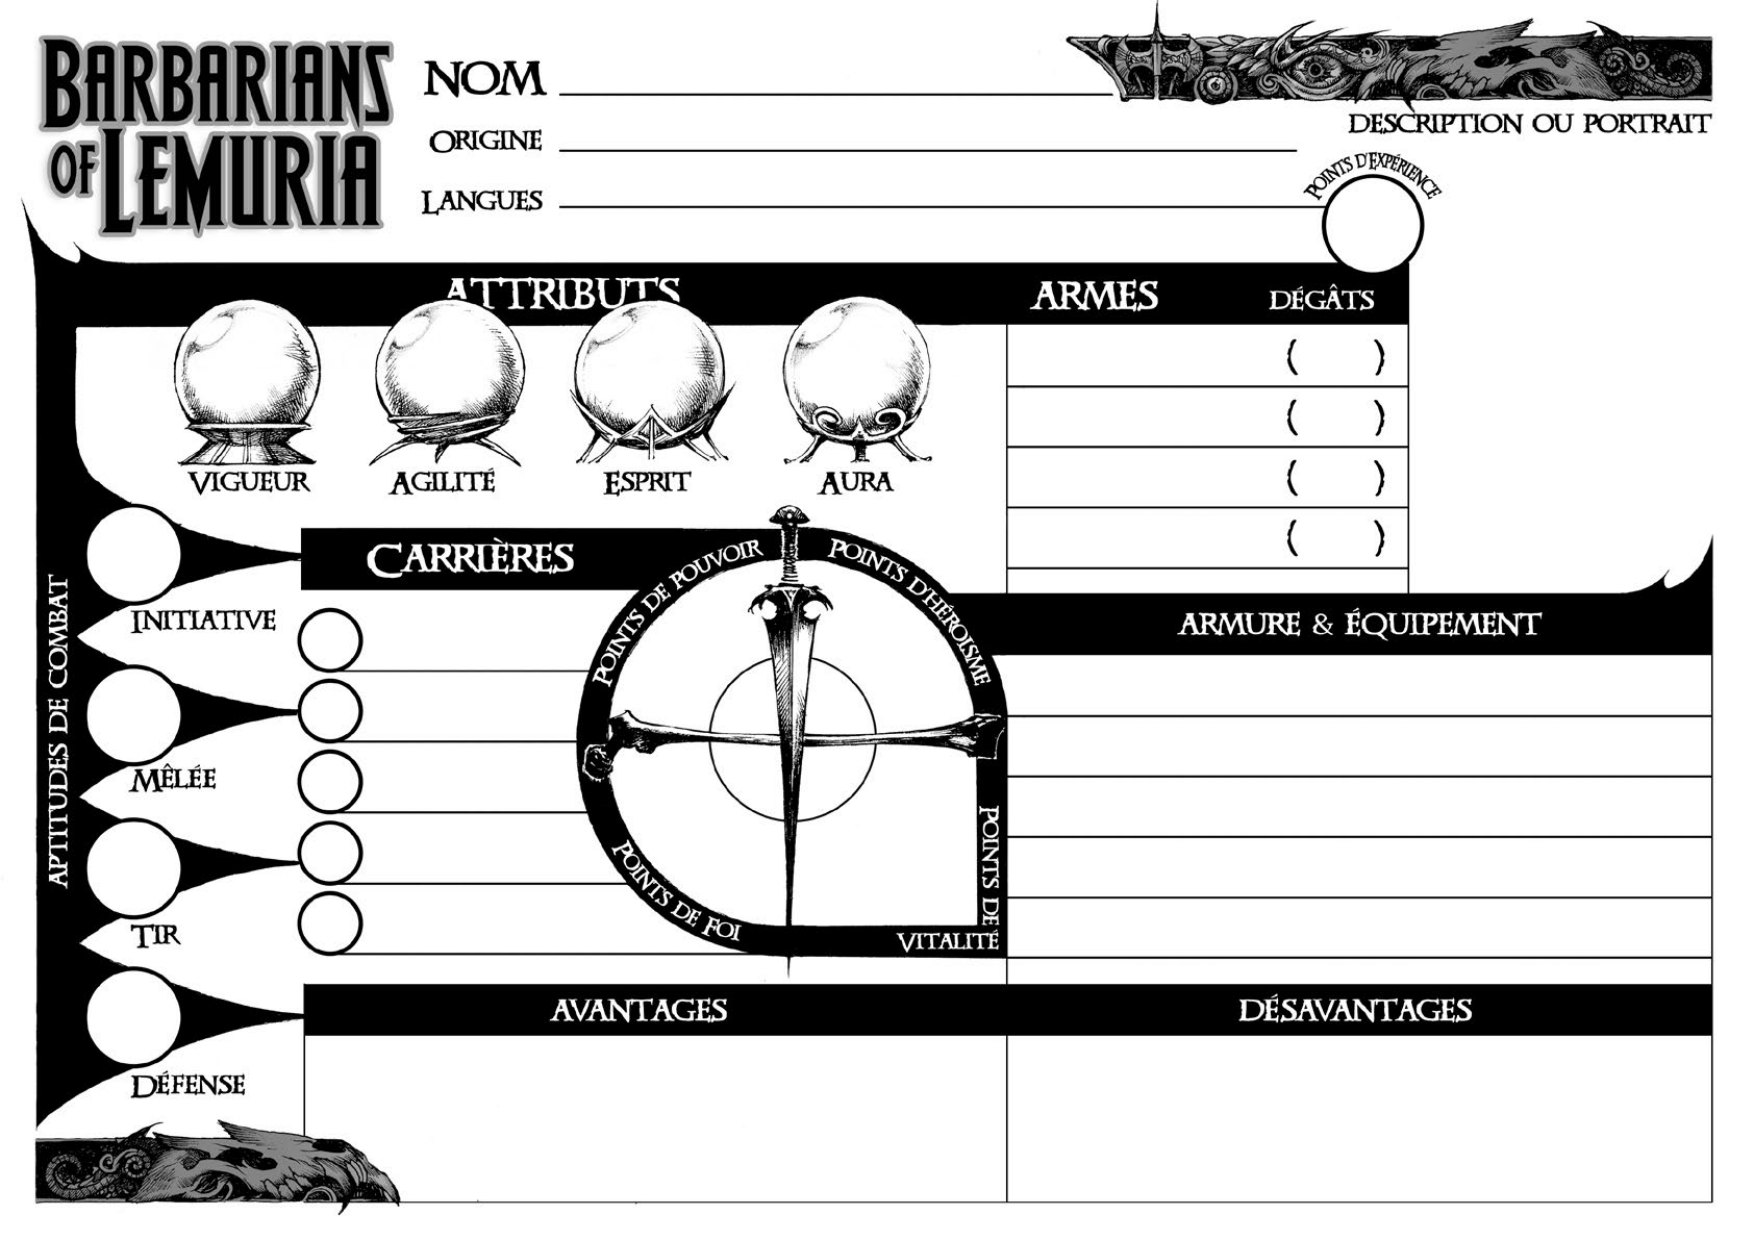 BARBARIANS
OF LEMURIA
NOM
ORIGINE
LANGUES
DESCRIPTION OU PORTRAIT
POINTS D'EXPÉRIENCE
ATTRIBUTS
ARMES
DÉGÂTS
( )
( )
( )
( )
VIGUEUR
AGILITÉ
ESPRIT
AURA
APTITUDES DE COMBAT
INITIATIVE
MÊLÉE
TIR
DÉFENSE
CARRIÈRES
POINTS DE POUVOIR
POINTS D'HÉROÏSME
POINTS DE FOI
POINTS DE
VITALITÉ
ARMURE & ÉQUIPEMENT
AVANTAGES
DÉSAVANTAGES